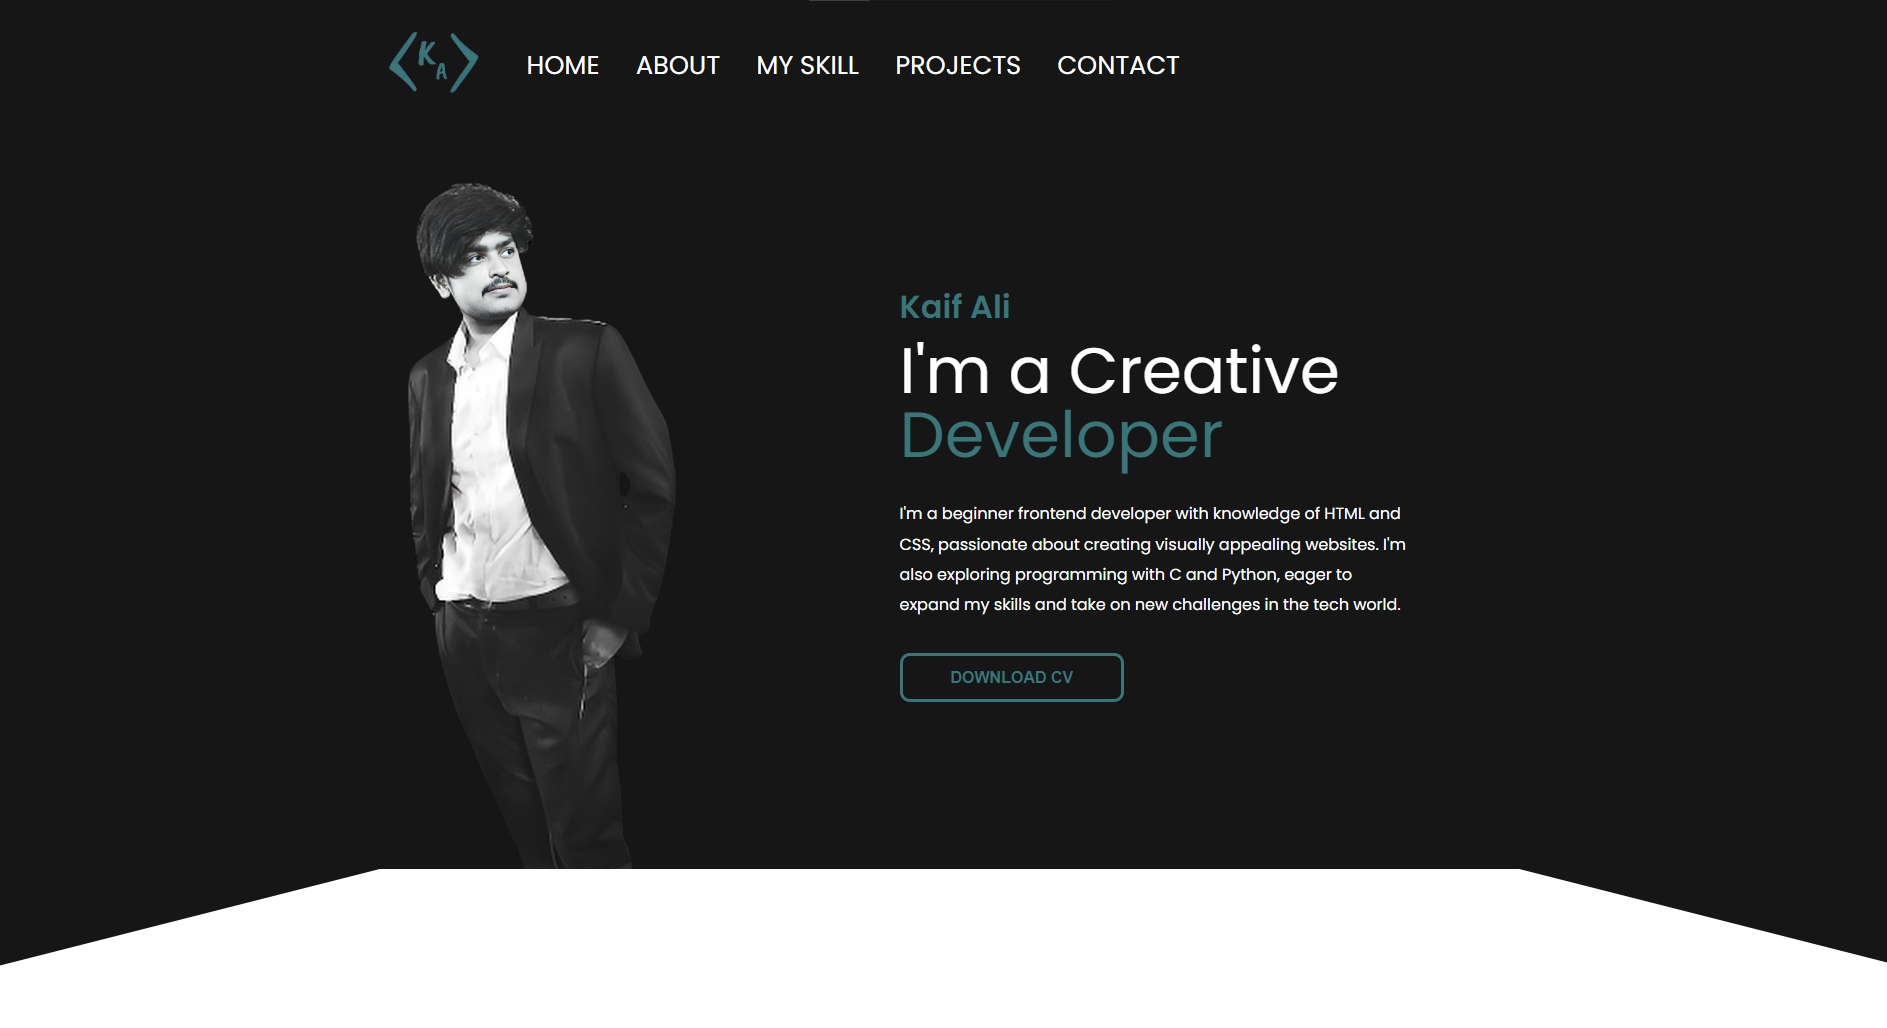 K
A
HOME ABOUT MY SKILL PROJECTS CONTACT
Kaif Ali
I'm a Creative
Developer
I'm a beginner frontend developer with knowledge of HTML and
CSS, passionate about creating visually appealing websites. I'm
also exploring programming with C and Python, eager to
expand my skills and take on new challenges in the tech world.
DOWNLOAD CV